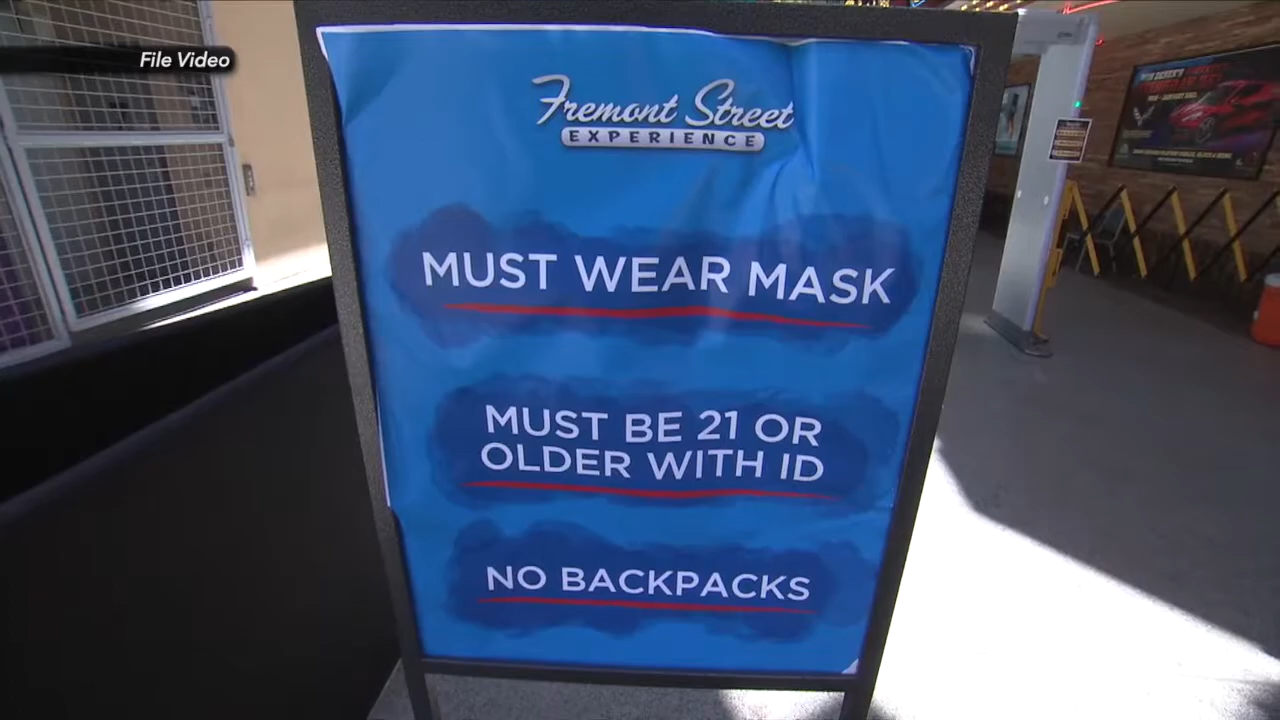 File Video
Fremont Street
EXPERIENCE
MUST WEAR MASK
MUST BE 21 OR
OLDER WITH ID
NO BACKPACKS